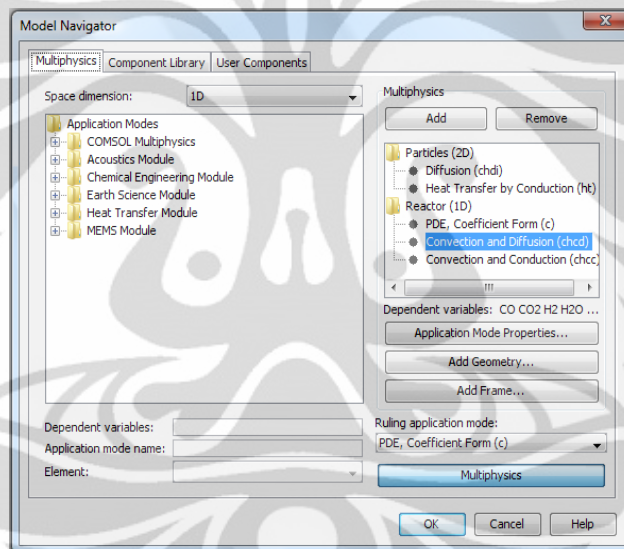 Model Navigator
Multiphysics Component Library User Components
Space dimension: 1D
Application Modes
COMSOL Multiphysics
Acoustics Module
Chemical Engineering Module
Earth Science Module
Heat Transfer Module
MEMS Module
Dependent variables:
Application mode name:
Element:
Multiphysics
Add Remove
Particles (2D)
Diffusion (chdi)
Heat Transfer by Conduction (ht)
Reactor (1D)
PDE, Coefficient Form (c)
Convection and Diffusion (chcd)
Convection and Conduction (chcc)
Dependent variables: CO CO2 H2 H2O ...
Application Mode Properties...
Add Geometry...
Add Frame...
Ruling application mode:
PDE, Coefficient Form (c)
Multiphysics
OK Cancel Help